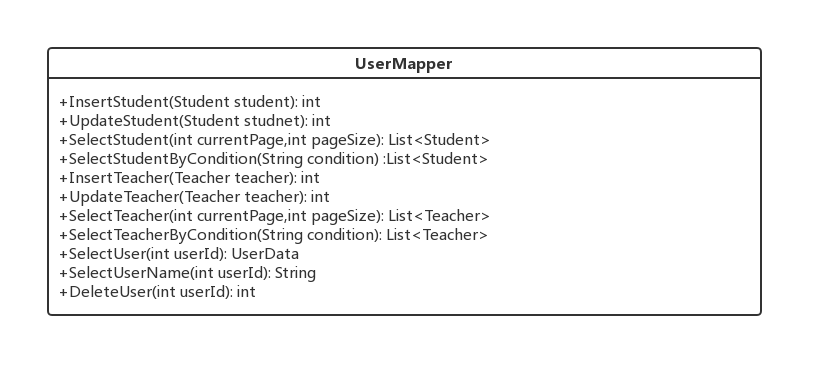 UserMapper
+InsertStudent(Student student): int
+UpdateStudent(Student studnet): int
+SelectStudent(int currentPage,int pageSize): List<Student>
+SelectStudentByCondition(String condition) :List<Student>
+InsertTeacher(Teacher teacher): int
+UpdateTeacher(Teacher teacher): int
+SelectTeacher(int currentPage,int pageSize): List<Teacher>
+SelectTeacherByCondition(String condition): List<Teacher>
+SelectUser(int userId): UserData
+SelectUserName(int userId): String
+DeleteUser(int userId): int